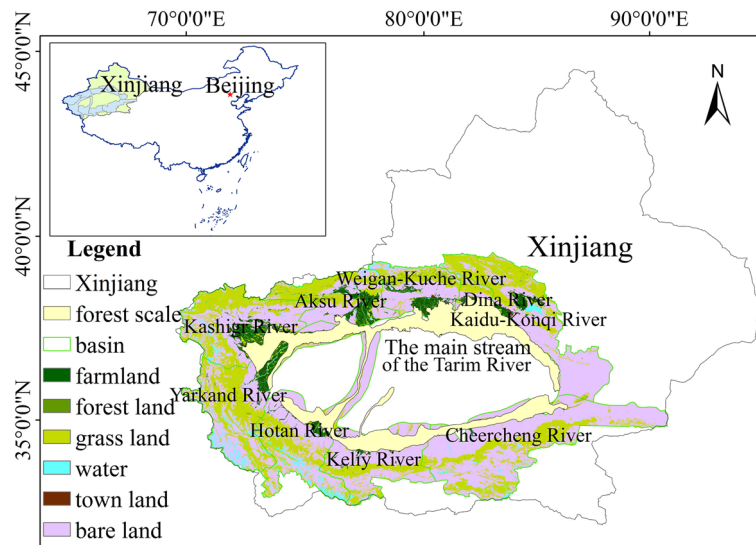 70°0'0"E
80°0'0"E
90°0'0"E
45°0'0"N
40°0'0"N
35°0'0"N
N
Xinjiang
Beijing
Xinjiang
Legend
Xinjiang
forest scale
basin
farmland
forest land
grass land
water
town land
bare land
Weigan-Kuche River
Aksu River
Dina River
Kashigr River
Kaidu-Konqi River
The main stream
of the Tarim River
Yarkand River
Hotan River
Cheercheng River
Keliy River